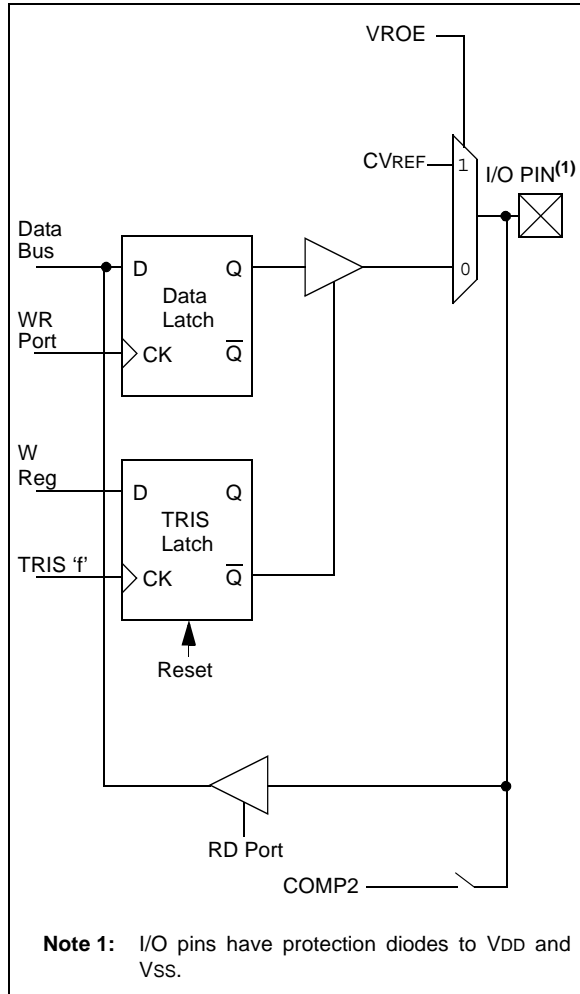 VROE
CVREF
1
I/O PIN(1)
0
Data
Bus
D
Q
Data
Latch
WR
Port
CK
Q
W
Reg
D
Q
TRIS
Latch
TRIS ‘f’
CK
Q
Reset
RD Port
COMP2
Note 1: I/O pins have protection diodes to VDD and
VSS.